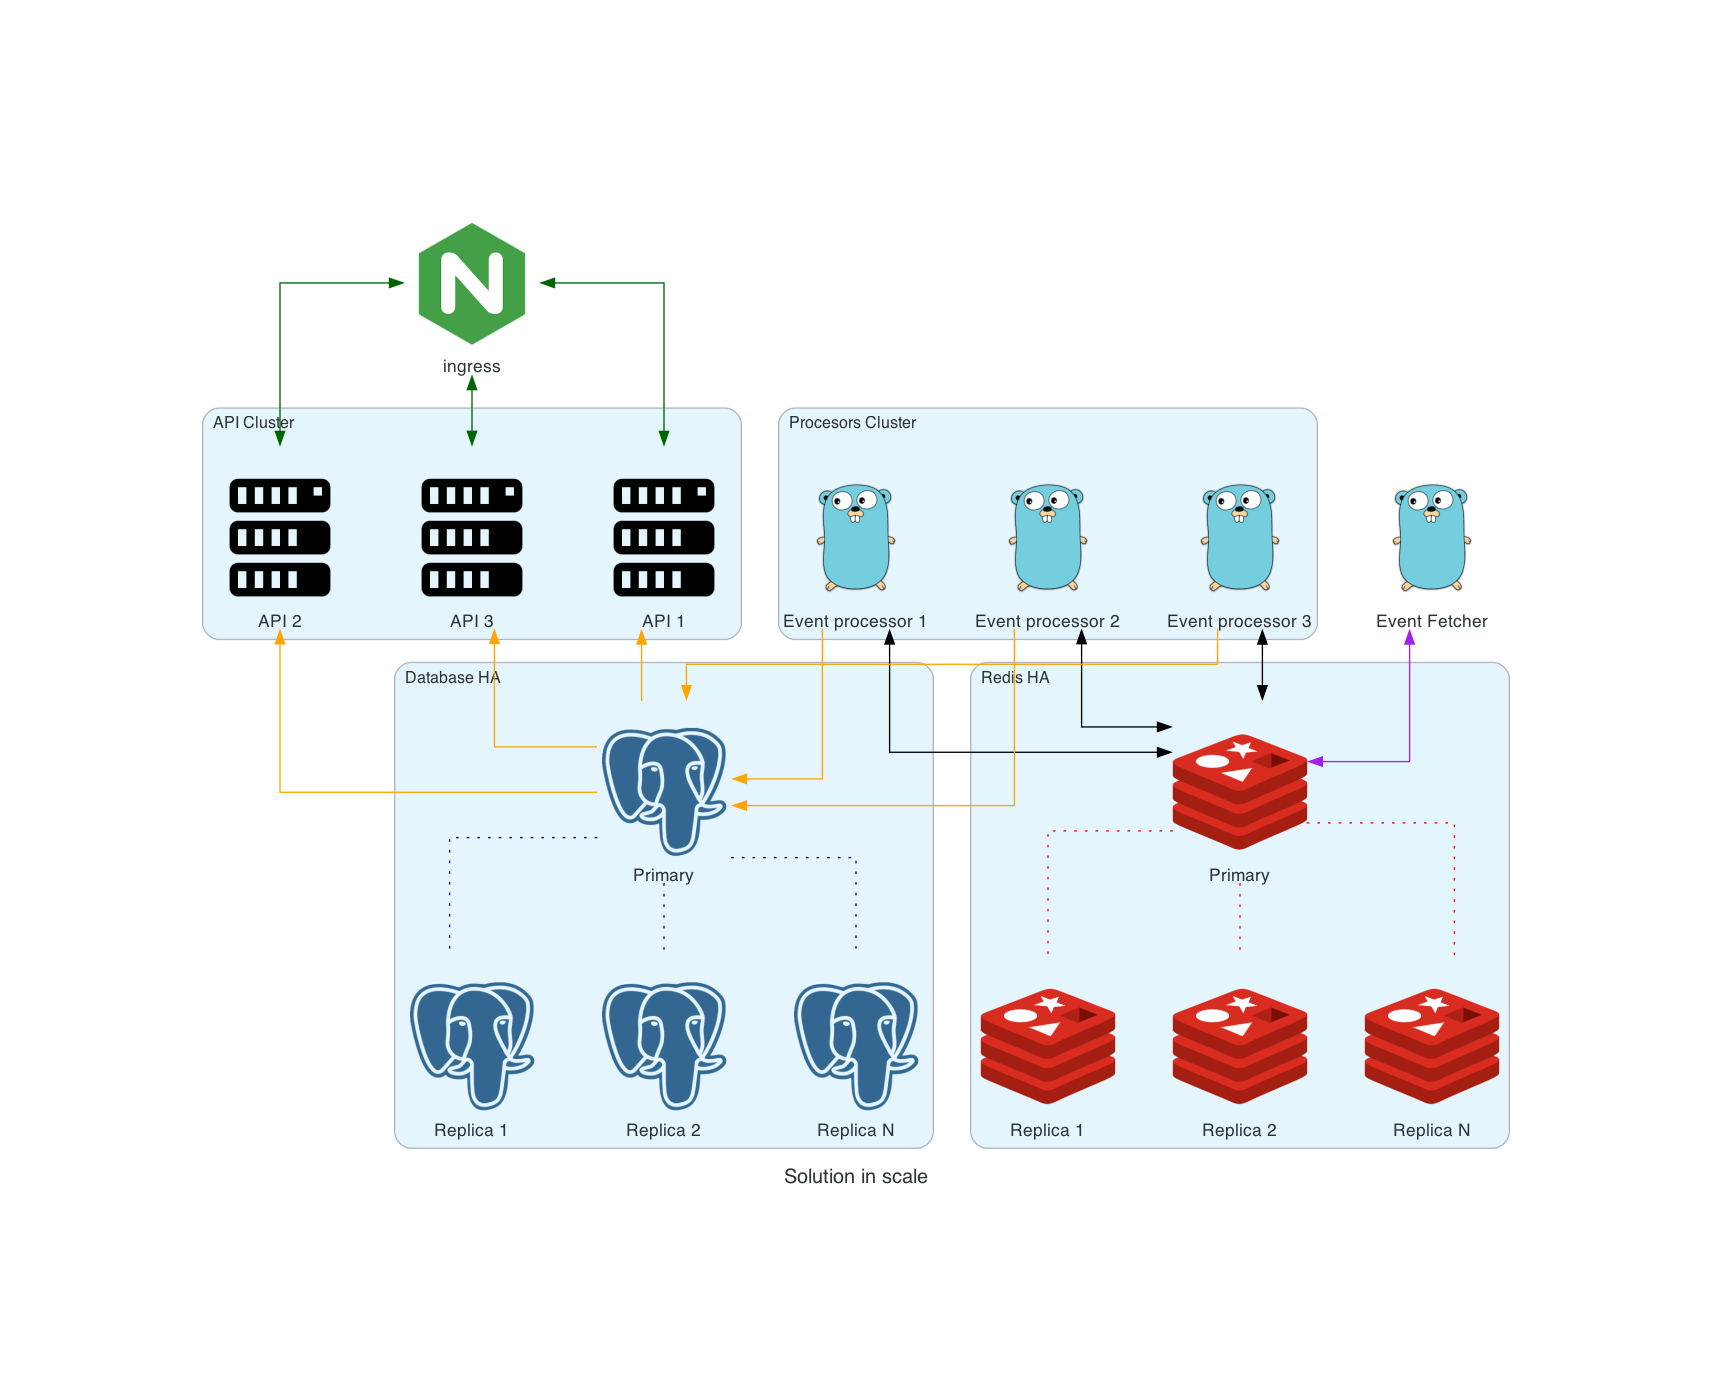 ingress
API Cluster
Procesors Cluster
API 2
API 3
API 1
Event processor 1
Event processor 2
Event processor 3
Event Fetcher
Database HA
Redis HA
Primary
Primary
Replica 1
Replica 2
Replica N
Replica 1
Replica 2
Replica N
Solution in scale